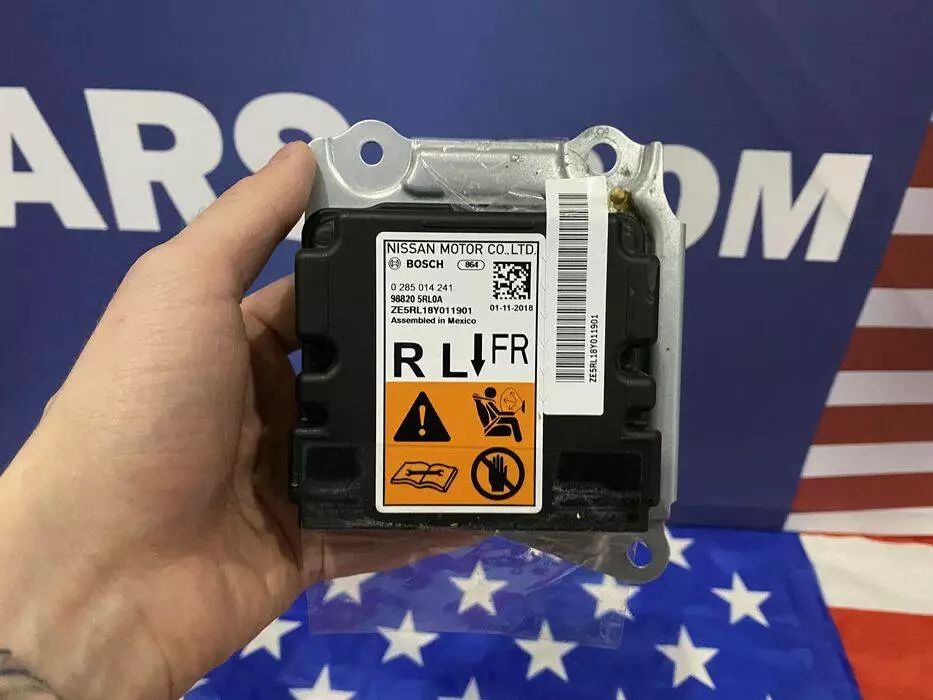 ARS
OM
NISSAN MOTOR CO.,LTD.
BOSCH 864
0 285 014 241
98820 5RL0A
01-11-2018
ZE5RL18Y011901
Assembled in Mexico
R L FR
ZE5RL18Y011901